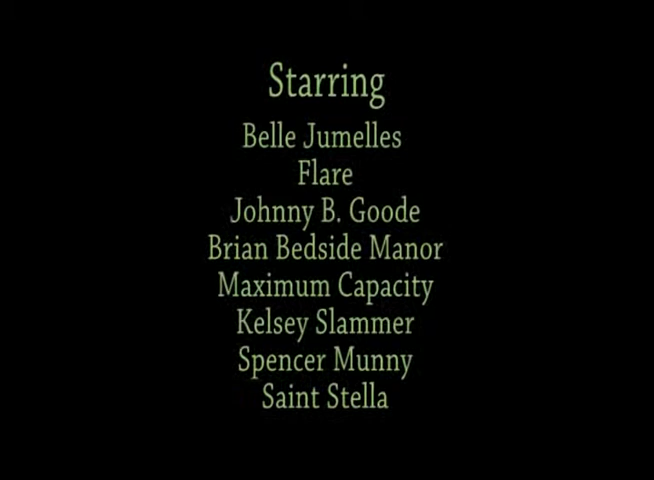 Starring
Belle Jumelles
Flare
Johnny B. Goode
Brian Bedside Manor
Maximum Capacity
Kelsey Slammer
Spencer Munny
Saint Stella